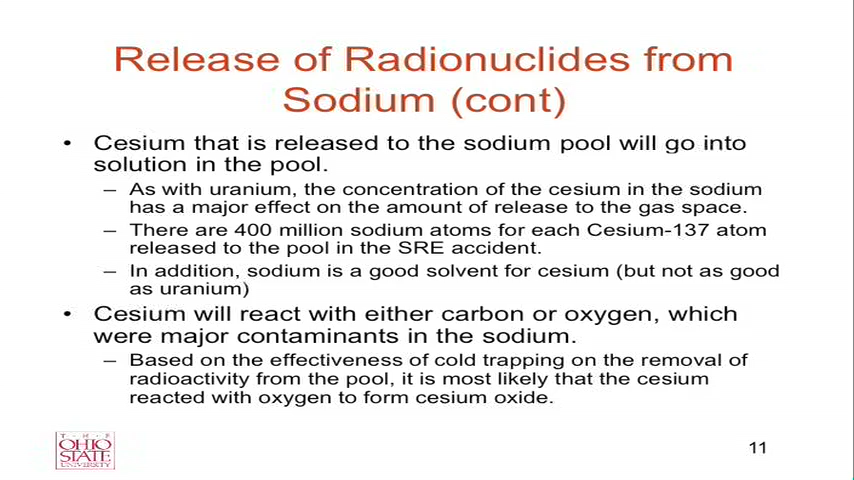 Release of Radionuclides from
Sodium (cont)
• Cesium that is released to the sodium pool will go into
solution in the pool.
– As with uranium, the concentration of the cesium in the sodium
has a major effect on the amount of release to the gas space.
– There are 400 million sodium atoms for each Cesium-137 atom
released to the pool in the SRE accident.
– In addition, sodium is a good solvent for cesium (but not as good
as uranium)
• Cesium will react with either carbon or oxygen, which
were major contaminants in the sodium.
– Based on the effectiveness of cold trapping on the removal of
radioactivity from the pool, it is most likely that the cesium
reacted with oxygen to form cesium oxide.
THE
OHIO
STATE
UNIVERSITY
11